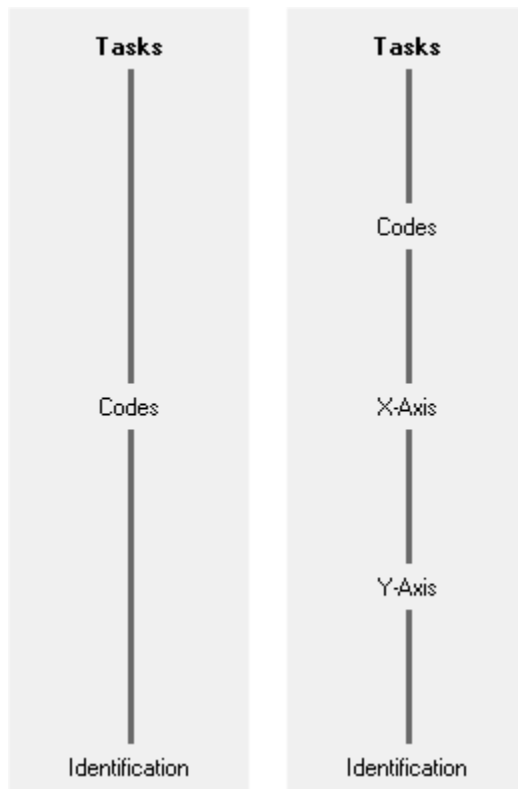 Tasks
Codes
Identification
Tasks
Codes
X-Axis
Y-Axis
Identification